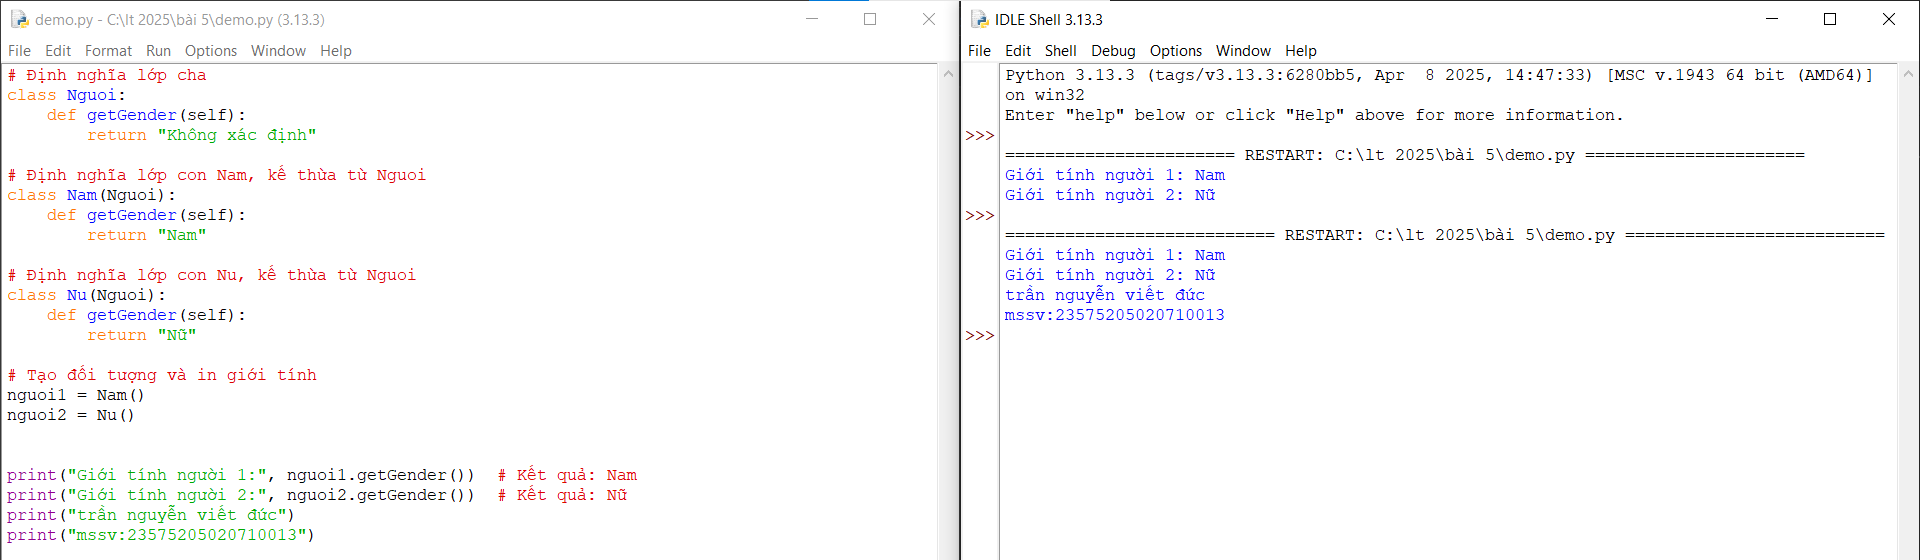 demo.py - C:\lt 2025\bài 5\demo.py (3.13.3)
File Edit Format Run Options Window Help
# Định nghĩa lớp cha
class Nguoi:
    def getGender(self):
        return "Không xác định"

# Định nghĩa lớp con Nam, kế thừa từ Nguoi
class Nam(Nguoi):
    def getGender(self):
        return "Nam"

# Định nghĩa lớp con Nu, kế thừa từ Nguoi
class Nu(Nguoi):
    def getGender(self):
        return "Nữ"

# Tạo đối tượng và in giới tính
nguoi1 = Nam()
nguoi2 = Nu()

print("Giới tính người 1:", nguoi1.getGender())  # Kết quả: Nam
print("Giới tính người 2:", nguoi2.getGender())  # Kết quả: Nữ
print("trần nguyễn viết đức")
print("mssv:23575205020710013")
IDLE Shell 3.13.3
File Edit Shell Debug Options Window Help
Python 3.13.3 (tags/v3.13.3:6280bb5, Apr  8 2025, 14:47:33) [MSC v.1943 64 bit (AMD64)]
on win32
Enter "help" below or click "Help" above for more information.
>>>
======================= RESTART: C:\lt 2025\bài 5\demo.py ======================
Giới tính người 1: Nam
Giới tính người 2: Nữ
>>>
=========================== RESTART: C:\lt 2025\bài 5\demo.py ==========================
Giới tính người 1: Nam
Giới tính người 2: Nữ
trần nguyễn viết đức
mssv:23575205020710013
>>>